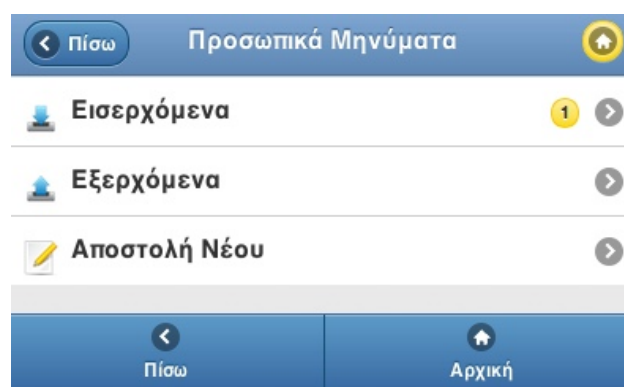 Πίσω Προσωπικά Μηνύματα
Εισερχόμενα 1
Εξερχόμενα
Αποστολή Νέου
Πίσω Αρχική